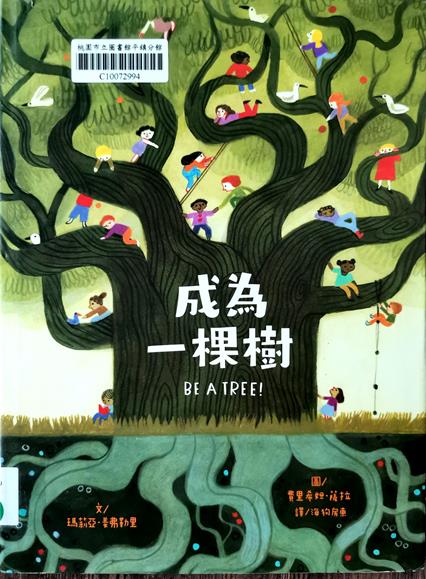 桃園市立圖書館平鎮分館
C10072994
成為
一棵樹
BE A TREE!
文/
瑪莉亞·姜弗勒里
圖/
費里希妲·薩拉
譯/海狗房東